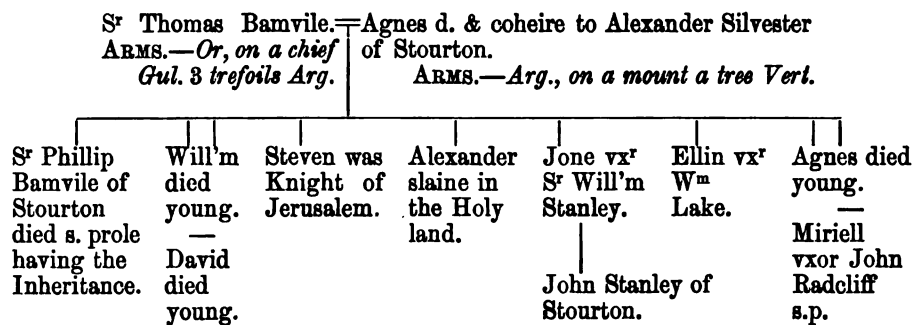 Sr Thomas Bamvile. Agnes d. & coheire to Alexander Silvester
ARMS.—Or, on a chief of Stourton.
Gul. 3 trefoils Arg. ARMS.—Arg., on a mount a tree Vert.
Sr Phillip
Bamvile of
Stourton
died s. prole
having the
Inheritance.
Will'm
died
young.
—
David
died
young.
Steven was
Knight of
Jerusalem.
Alexander
slaine in
the Holy
land.
Jone vxr
Sr Will'm
Stanley.
John Stanley of
Stourton.
Ellin vxr
Wm
Lake.
Agnes died
young.
—
Miriell
vxor John
Radcliff
s.p.